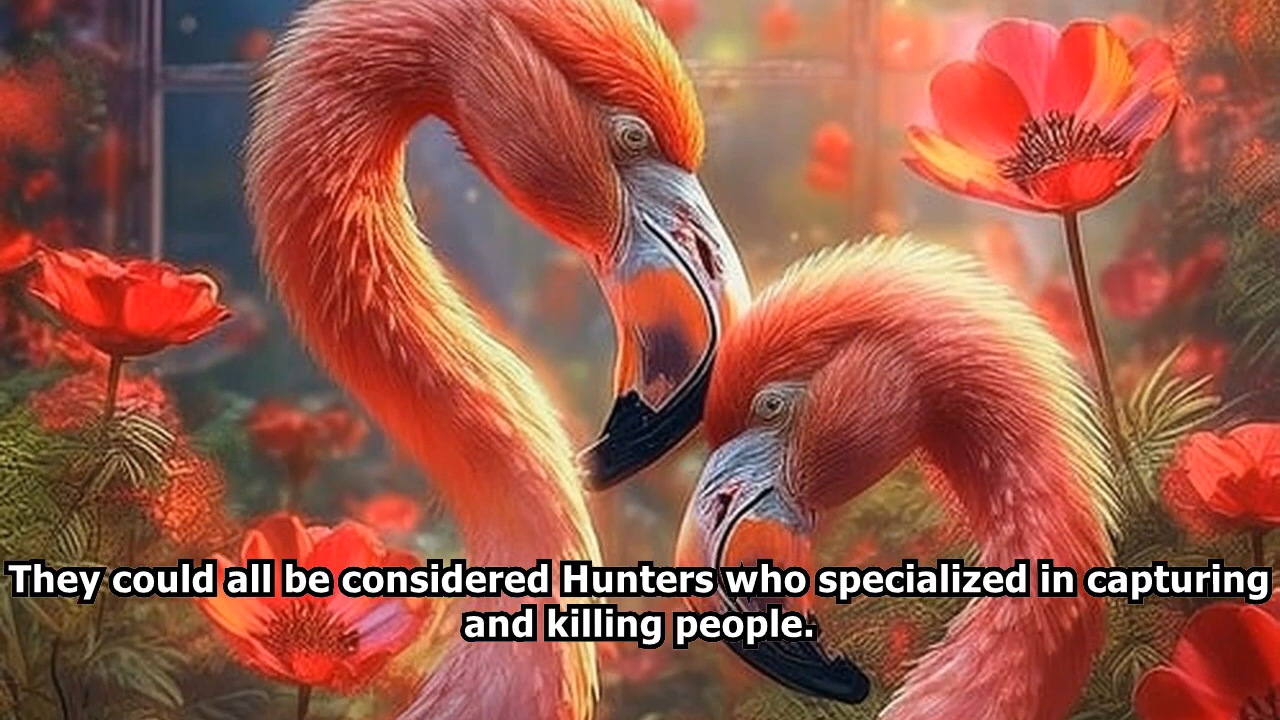 They could all be considered Hunters who specialized in capturing
and killing people.